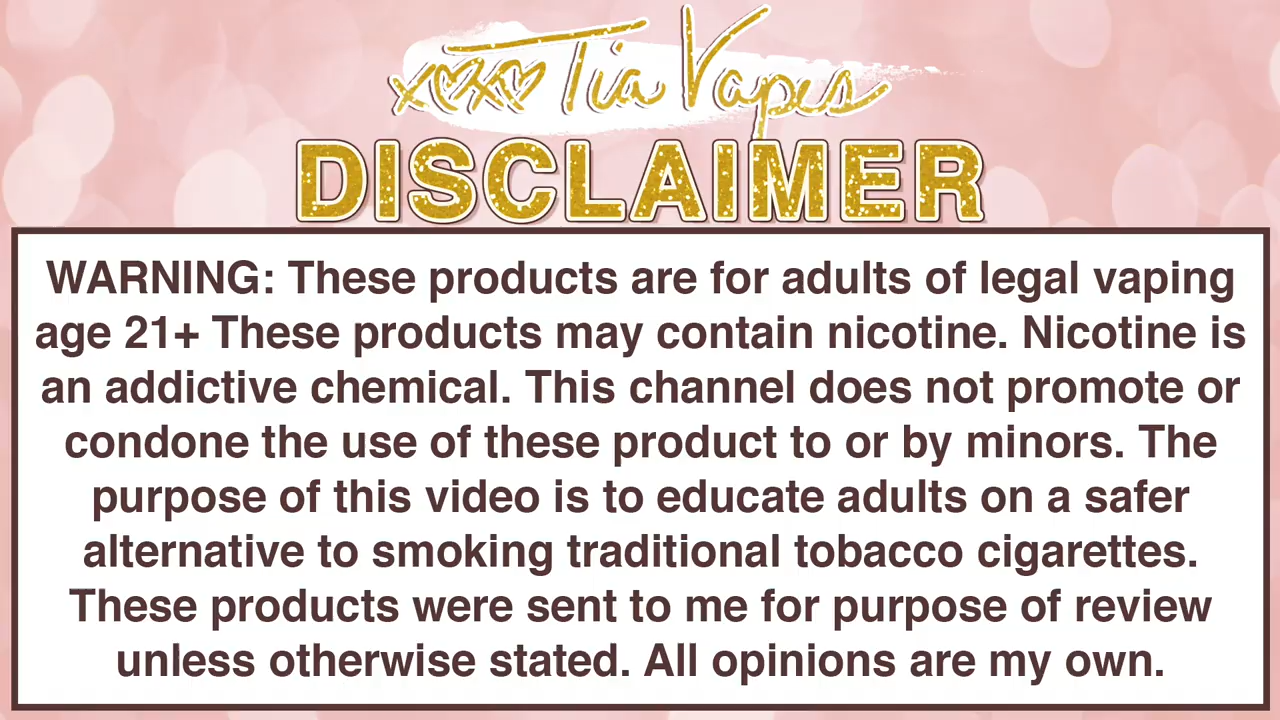 xoxo Tia Vapes
DISCLAIMER
WARNING: These products are for adults of legal vaping
age 21+ These products may contain nicotine. Nicotine is
an addictive chemical. This channel does not promote or
condone the use of these product to or by minors. The
purpose of this video is to educate adults on a safer
alternative to smoking traditional tobacco cigarettes.
These products were sent to me for purpose of review
unless otherwise stated. All opinions are my own.